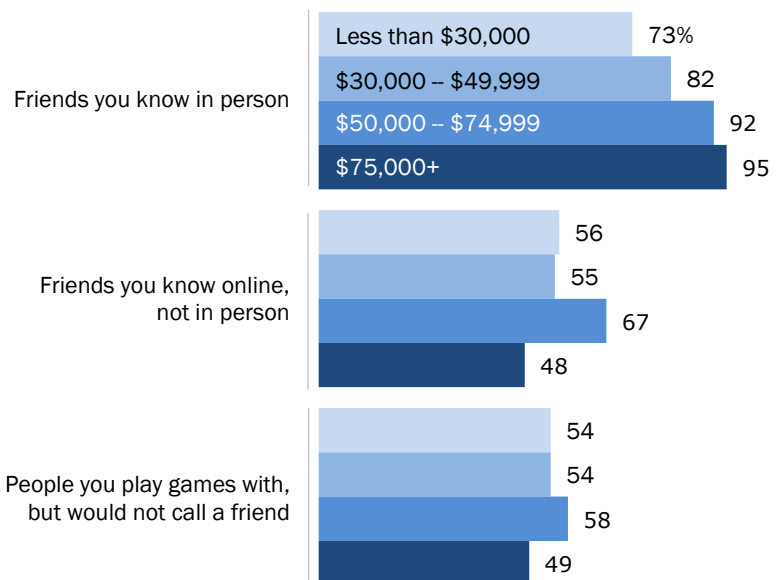 Less than $30,000 73%
Friends you know in person
$30,000 -- $49,999 82
$50,000 -- $74,999 92
$75,000+ 95
Friends you know online,
not in person
56
55
67
48
People you play games with,
but would not call a friend
54
54
58
49